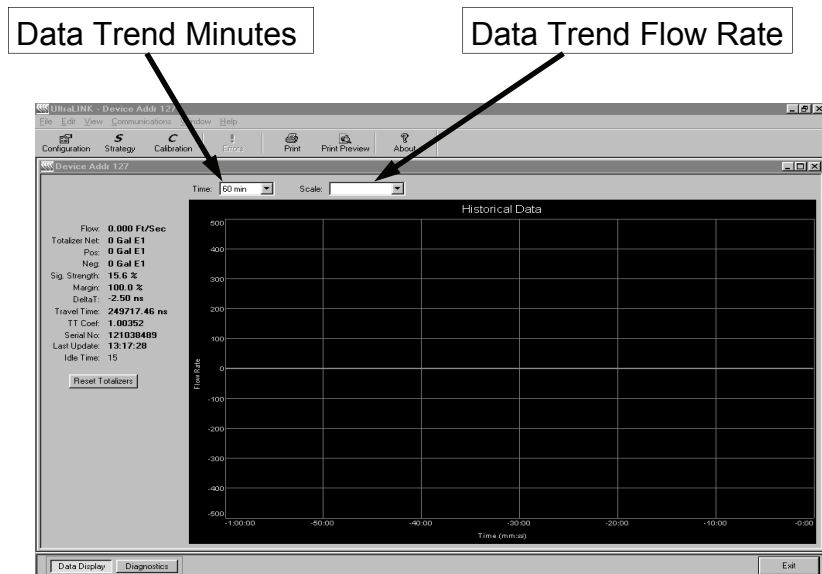 Data Trend Minutes
Data Trend Flow Rate
UltraLINK - Device Addr 127
File Edit View Communications Window Help
Configuration Strategy Calibration Errors Print Print Preview About
Device Addr 127
Time: 60 min Scale:
Historical Data
Flow: 0.000 Ft/Sec
Totalizer Net: 0 Gal E1
Pos: 0 Gal E1
Neg: 0 Gal E1
Sig. Strength: 15.6 %
Margin: 100.0 %
DeltaT: -2.50 ns
Travel Time: 249717.46 ns
TT Coef: 1.00352
Serial No: 121038489
Last Update: 13:17:28
Idle Time: 15
Reset Totalizers
Flow Rate
500
400
300
200
100
0
-100
-200
-300
-400
-500
-1:00:00 -50:00 -40:00 -30:00 -20:00 -10:00 -0:00
Time (mm:ss)
Data Display Diagnostics Exit